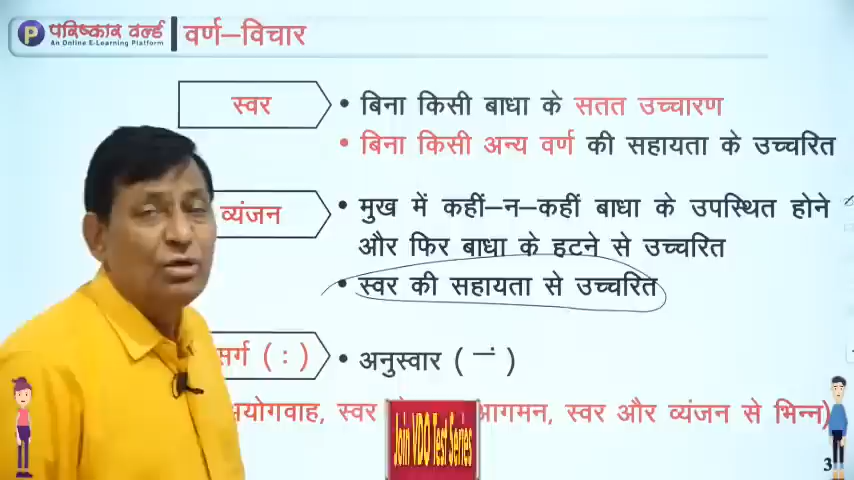 P परिष्कार वर्ल्ड
An Online E-Learning Platform
वर्ण–विचार
स्वर
• बिना किसी बाधा के सतत उच्चारण
• बिना किसी अन्य वर्ण की सहायता के उच्चरित
व्यंजन
• मुख में कहीं–न–कहीं बाधा के उपस्थित होने
और फिर बाधा के हटने से उच्चरित
• स्वर की सहायता से उच्चरित
सर्ग ( : )
• अनुस्वार ( ∸ )
योगवाह, स्वर आगमन, स्वर और व्यंजन से भिन्न)
Join VDO Test Series
3